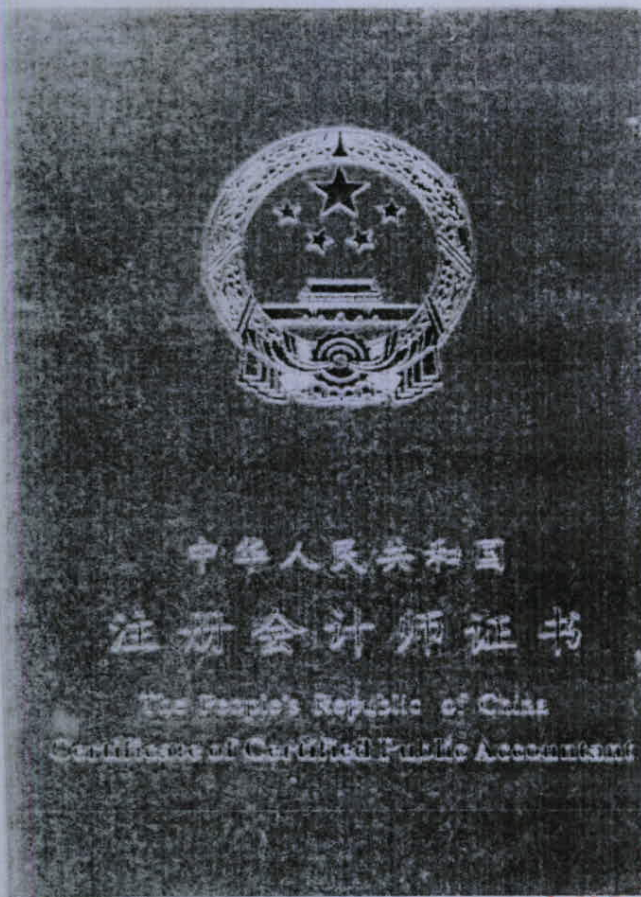 中华人民共和国
注册会计师证书
The People's Republic of China
Certificate of Certified Public Accountant